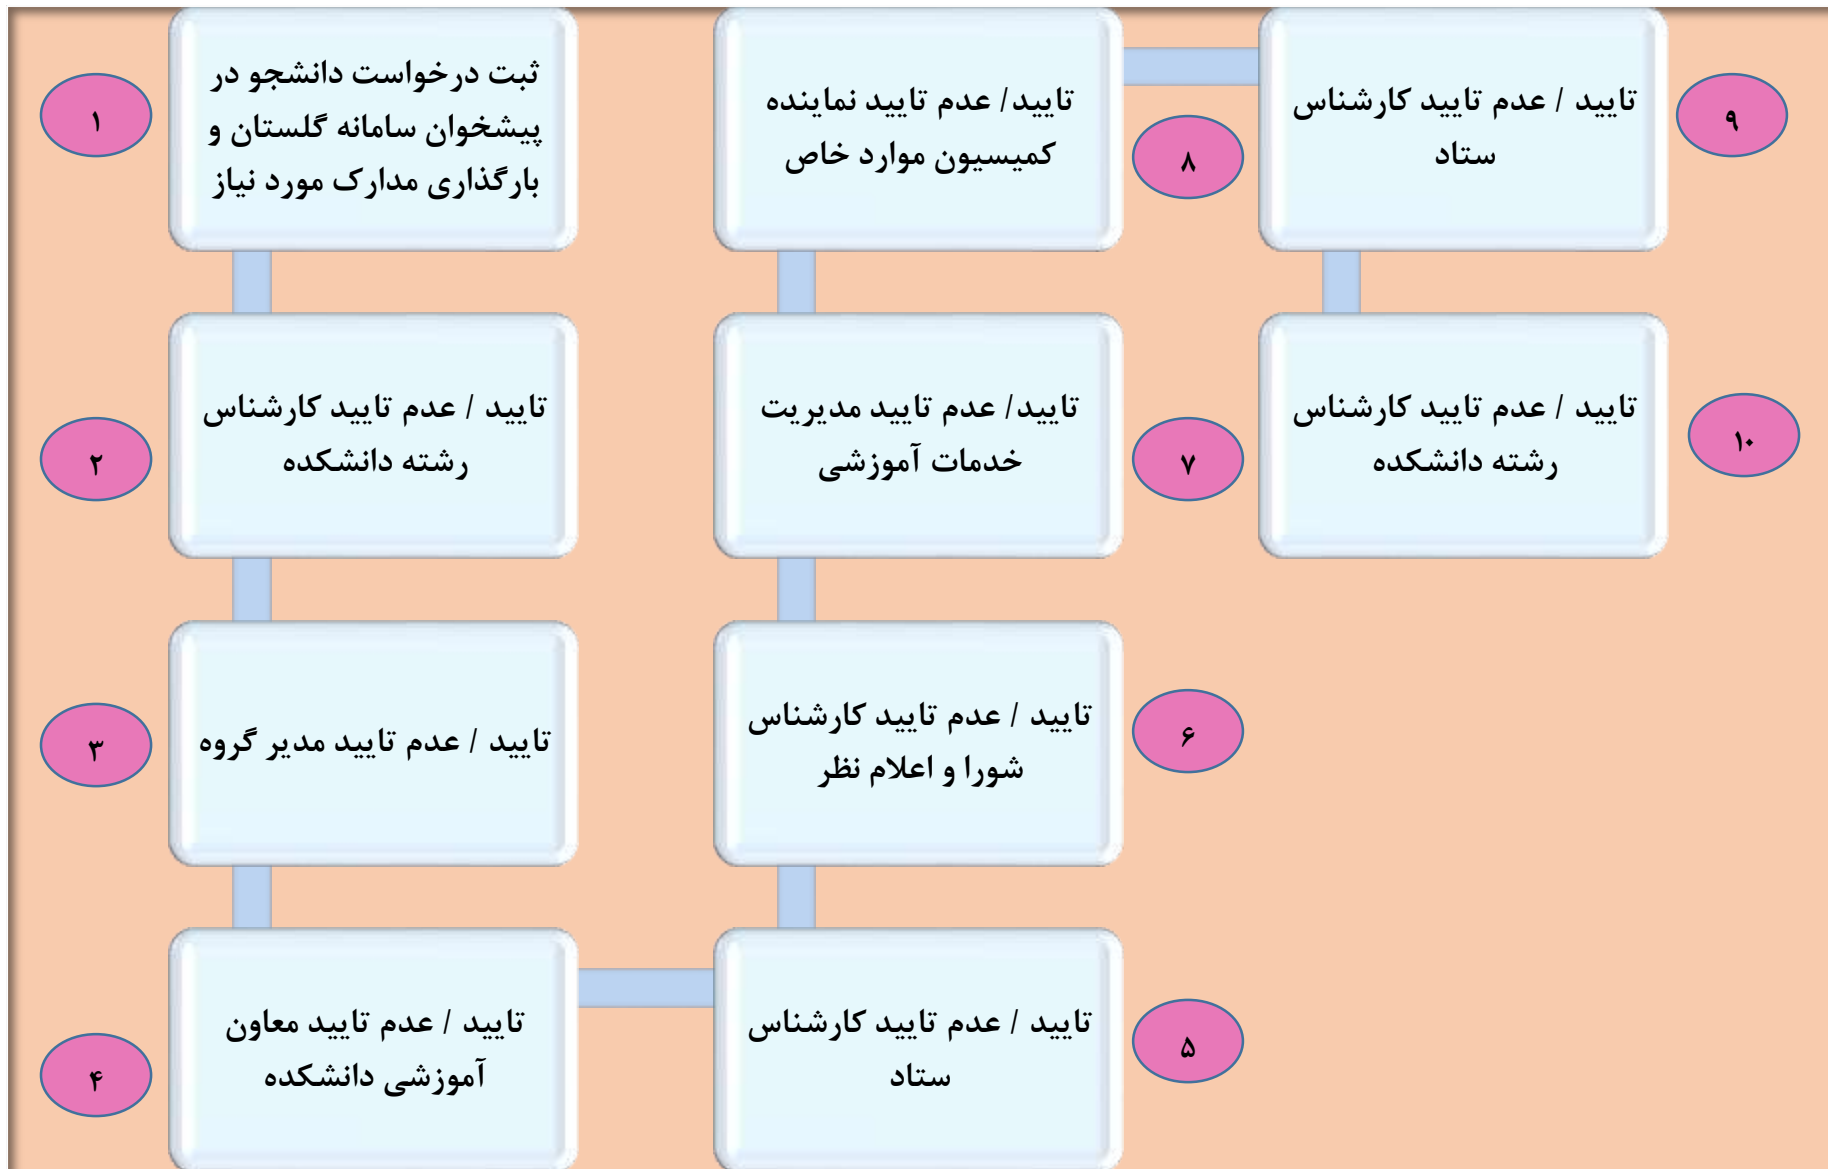 ۱
ثبت درخواست دانشجو در
پیشخوان سامانه گلستان و
بارگذاری مدارک مورد نیاز
۲
تایید / عدم تایید کارشناس
رشته دانشکده
۳
تایید / عدم تایید مدیر گروه
۴
تایید / عدم تایید معاون
آموزشی دانشکده
۵
تایید / عدم تایید کارشناس
ستاد
۶
تایید / عدم تایید کارشناس
شورا و اعلام نظر
۷
تایید/ عدم تایید مدیریت
خدمات آموزشی
۸
تایید/ عدم تایید نماینده
کمیسیون موارد خاص
۹
تایید / عدم تایید کارشناس
ستاد
۱۰
تایید / عدم تایید کارشناس
رشته دانشکده